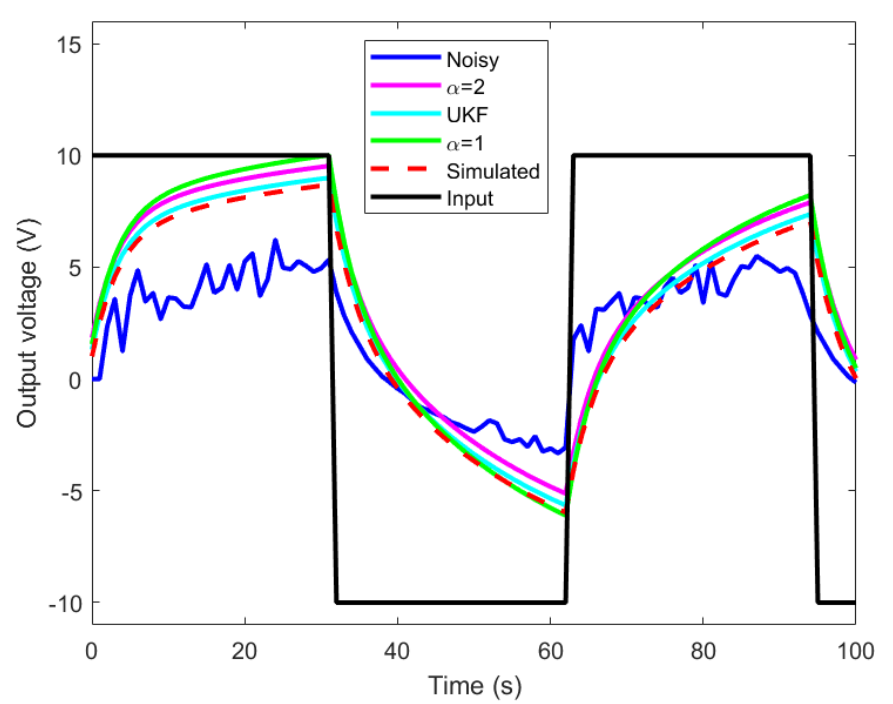 15
10
5
0
-5
-10
Output voltage (V)
Noisy
α=2
UKF
α=1
Simulated
Input
0 20 40 60 80 100
Time (s)